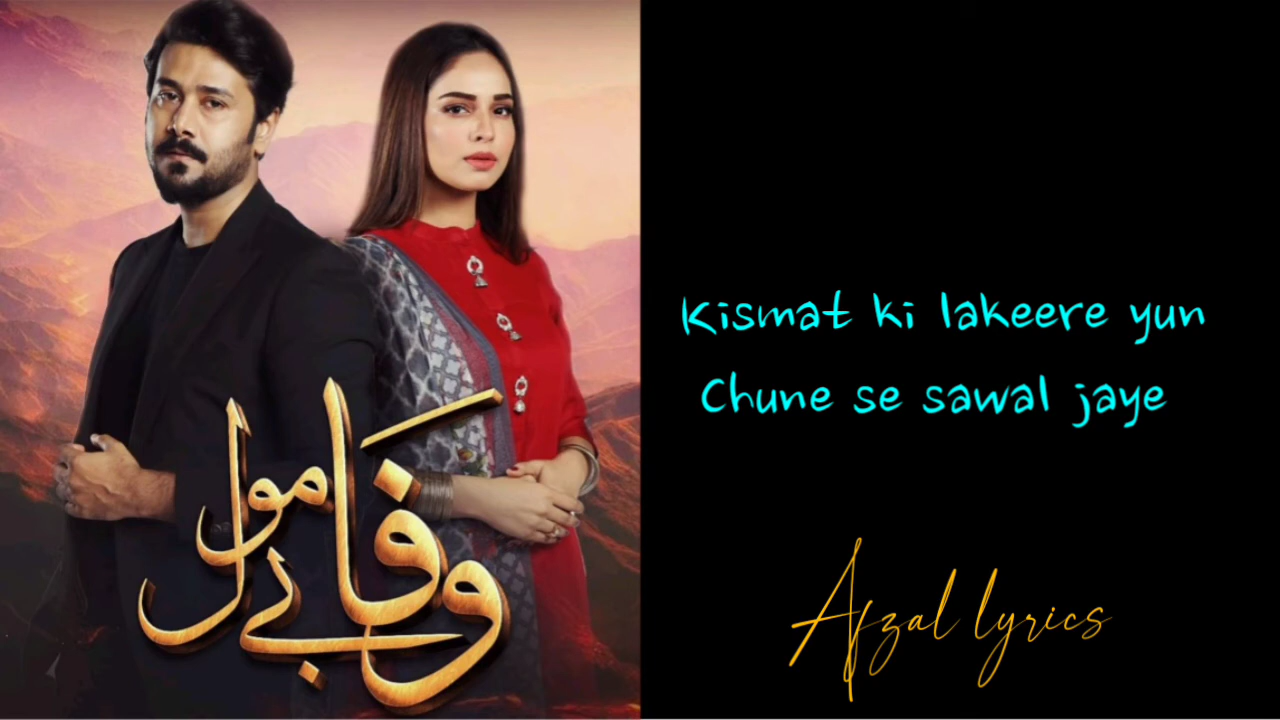 وفا بے مول
Kismat ki lakeere yun
Chune se sawal jaye
Afzal lyrics